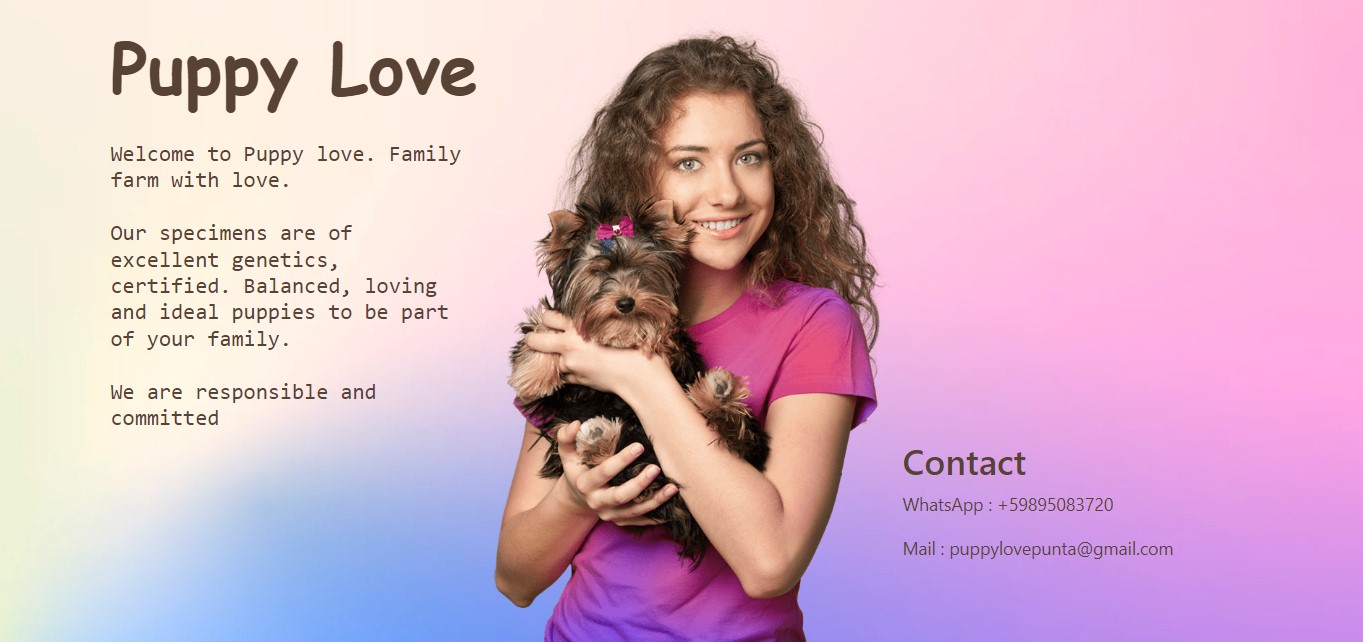 Puppy Love
Welcome to Puppy love. Family
farm with love.
Our specimens are of
excellent genetics,
certified. Balanced, loving
and ideal puppies to be part
of your family.
We are responsible and
committed
Contact
WhatsApp : +59895083720
Mail : puppylovepunta@gmail.com